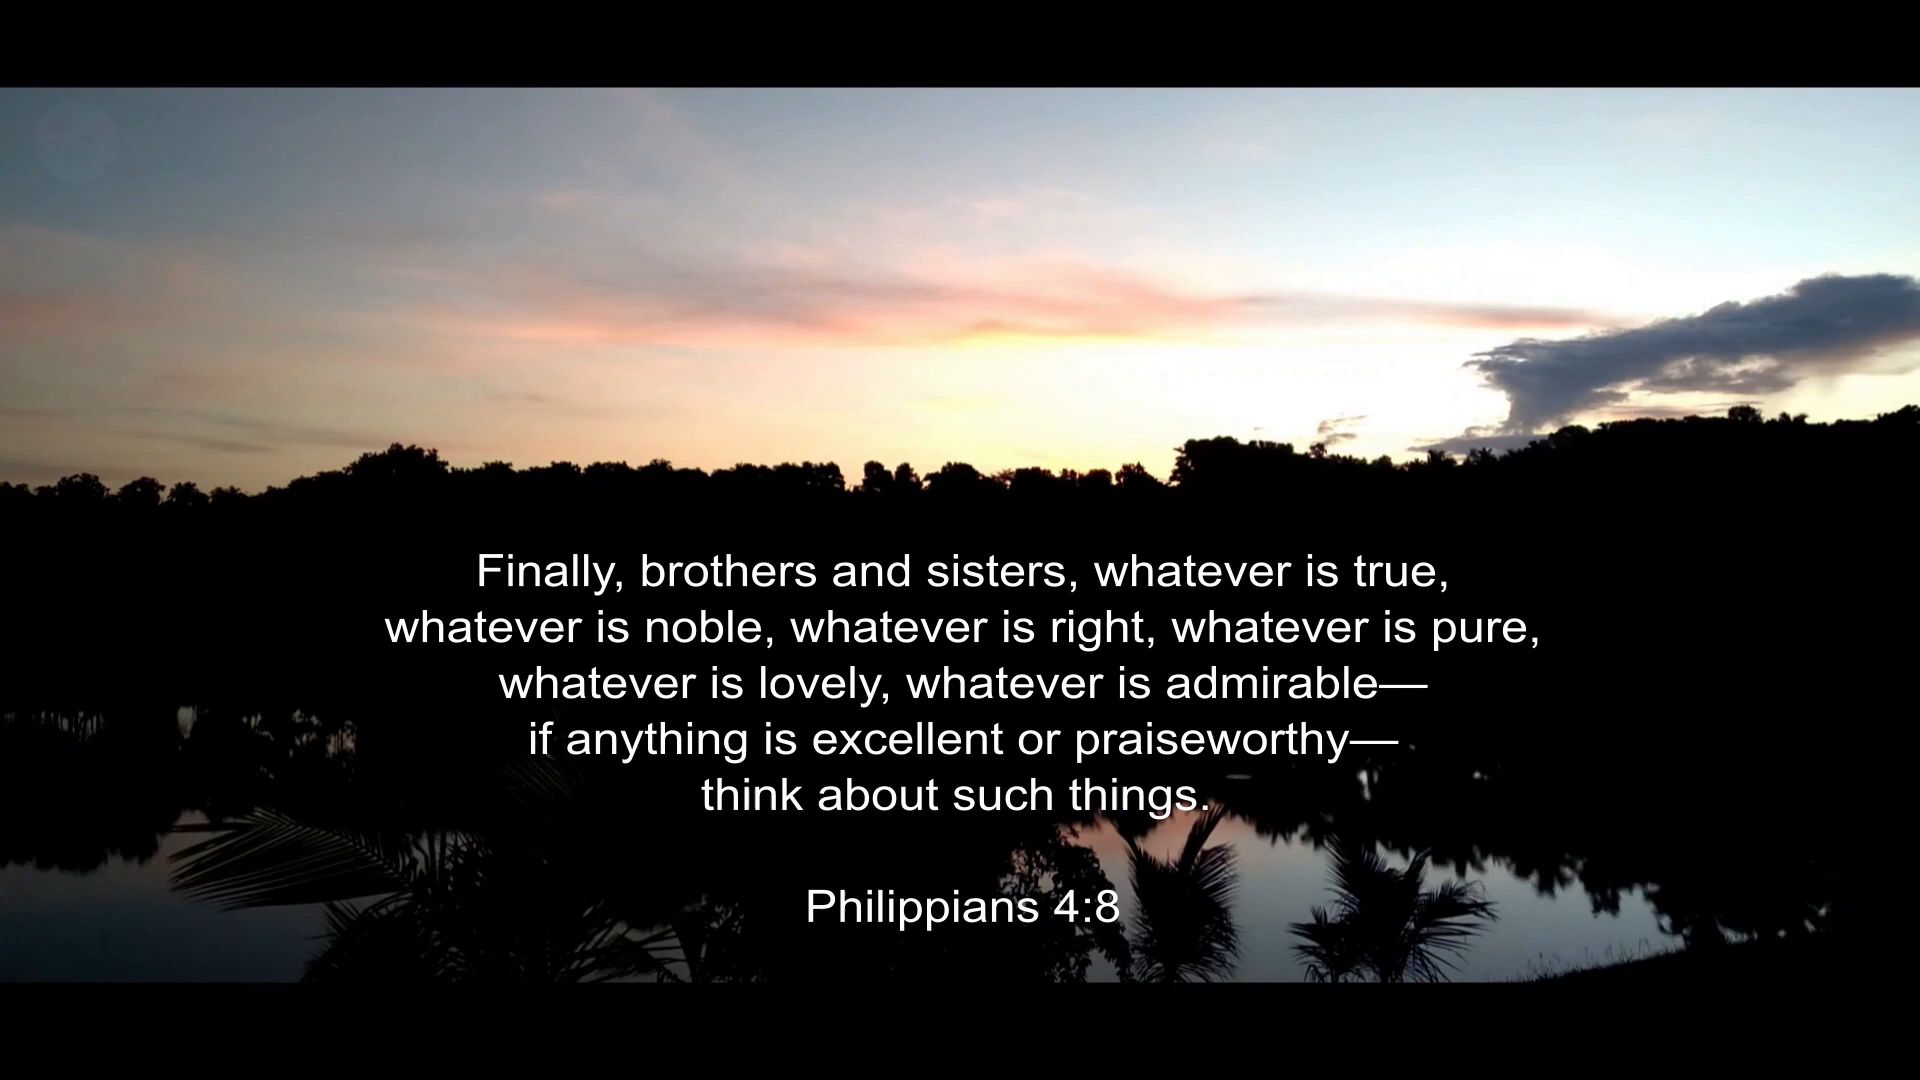 Finally, brothers and sisters, whatever is true,
whatever is noble, whatever is right, whatever is pure,
whatever is lovely, whatever is admirable—
if anything is excellent or praiseworthy—
think about such things.
Philippians 4:8